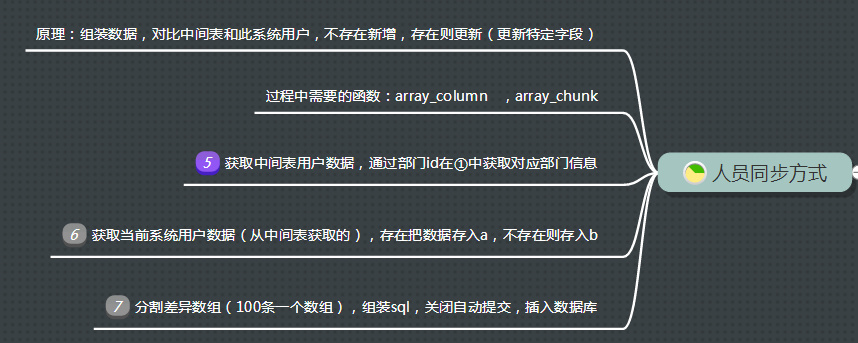 原理：组装数据，对比中间表和此系统用户，不存在新增，存在则更新（更新特定字段）
过程中需要的函数：array_column ，array_chunk
5 获取中间表用户数据，通过部门id在①中获取对应部门信息
人员同步方式
6 获取当前系统用户数据（从中间表获取的），存在把数据存入a，不存在则存入b
7 分割差异数组（100条一个数组），组装sql，关闭自动提交，插入数据库